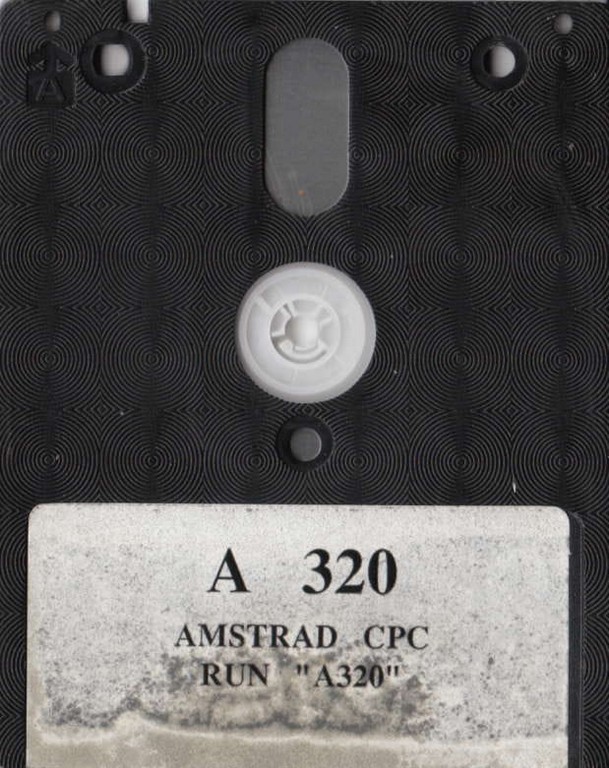 A
A 320
AMSTRAD CPC
RUN "A320"